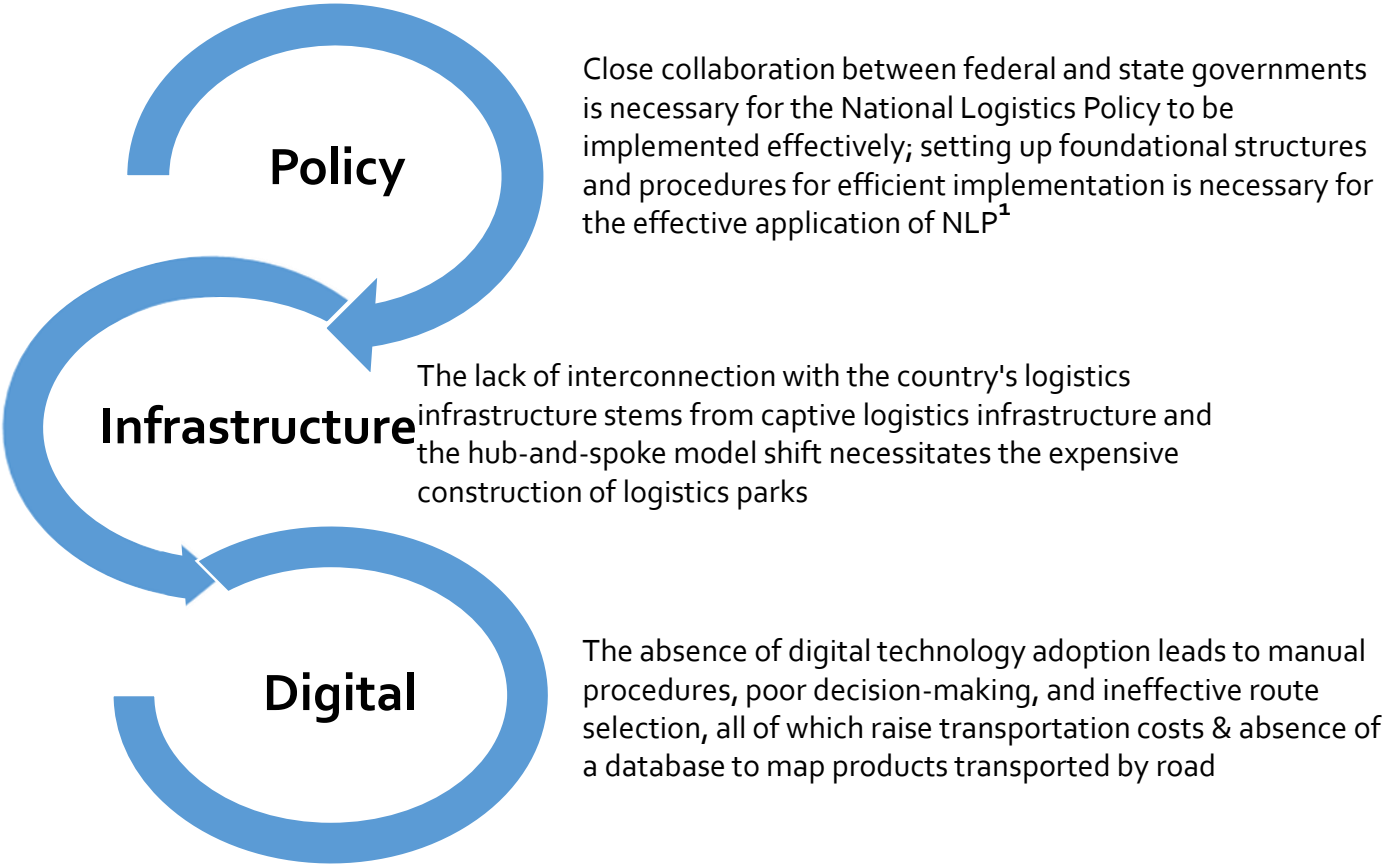 Policy
Close collaboration between federal and state governments
is necessary for the National Logistics Policy to be
implemented effectively; setting up foundational structures
and procedures for efficient implementation is necessary for
the effective application of NLP¹
Infrastructure
The lack of interconnection with the country's logistics
infrastructure stems from captive logistics infrastructure and
the hub-and-spoke model shift necessitates the expensive
construction of logistics parks
Digital
The absence of digital technology adoption leads to manual
procedures, poor decision-making, and ineffective route
selection, all of which raise transportation costs & absence of
a database to map products transported by road